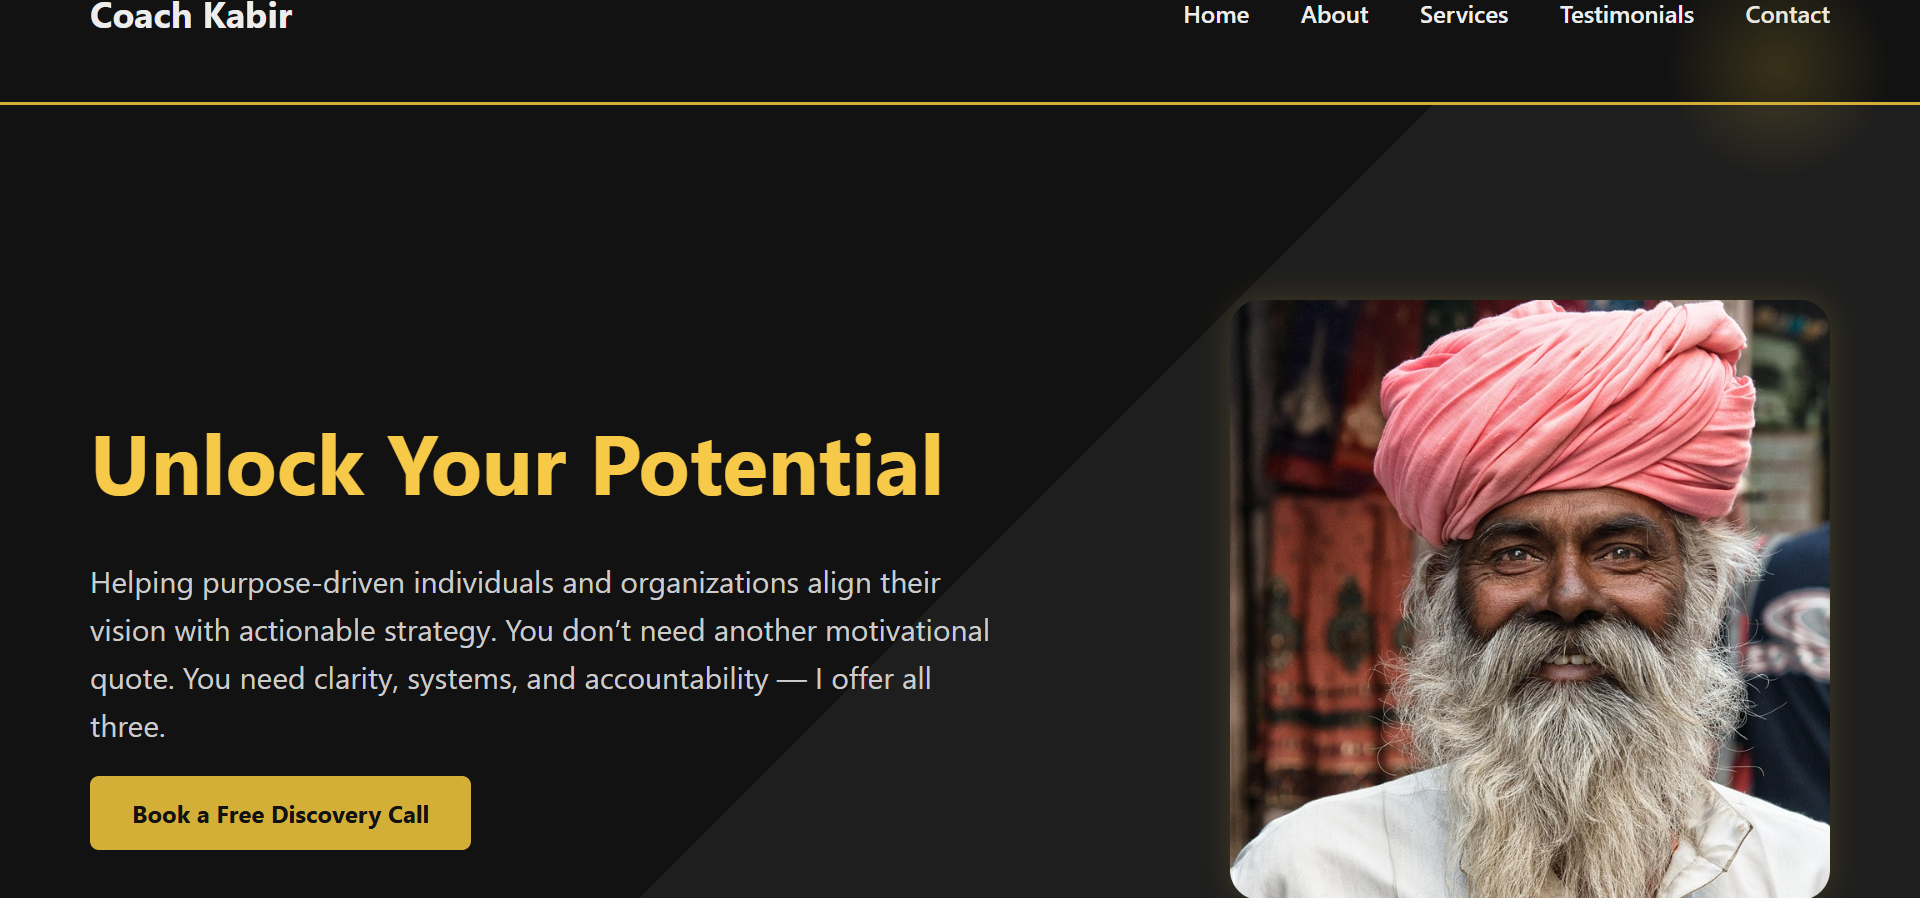 Coach Kabir
Home About Services Testimonials Contact
Unlock Your Potential
Helping purpose-driven individuals and organizations align their
vision with actionable strategy. You don’t need another motivational
quote. You need clarity, systems, and accountability — I offer all
three.
Book a Free Discovery Call